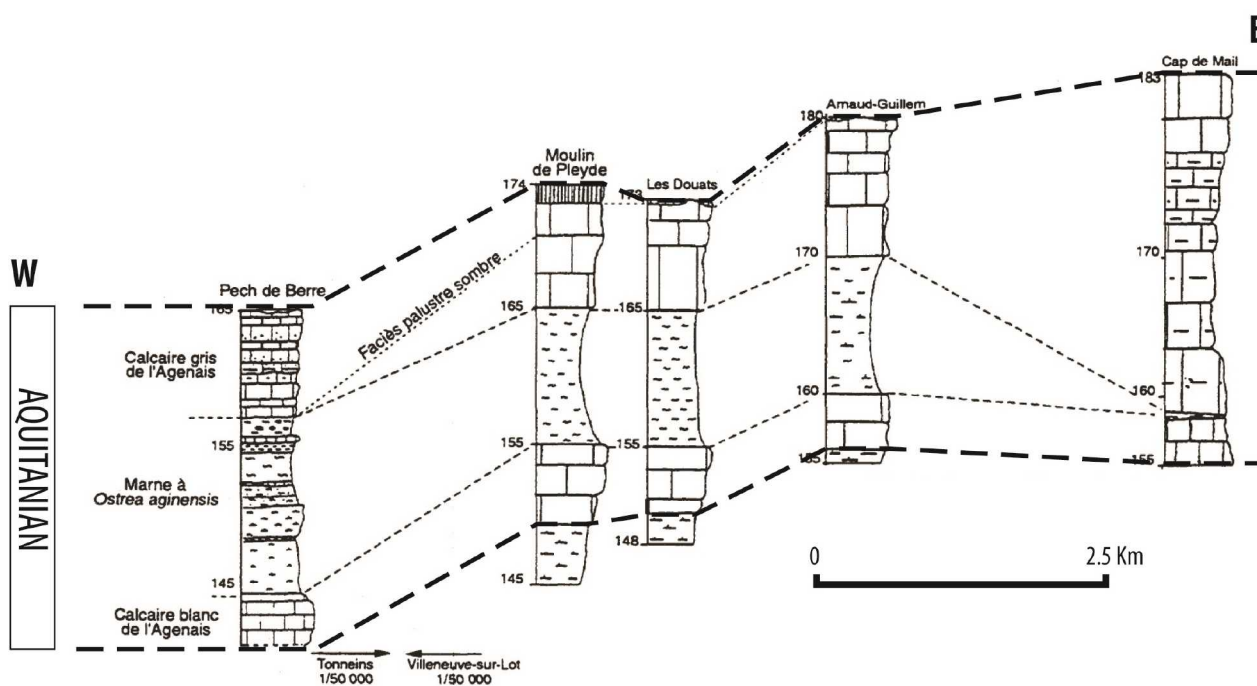 E
Cap de Mail
183
Arnaud-Guillem
180
Moulin
de Pleyde
174
Les Douats
173
W
Pech de Berre
165
Faciès palustre sombre
165
165
170
170
Calcaire gris
de l'Agenais
AQUITANIAN
155
155
155
160
160
Marne à
Ostrea aginensis
155
155
148
145
145
0
2.5 Km
Calcaire blanc
de l'Agenais
Tonneins
1/50 000
Villeneuve-sur-Lot
1/50 000